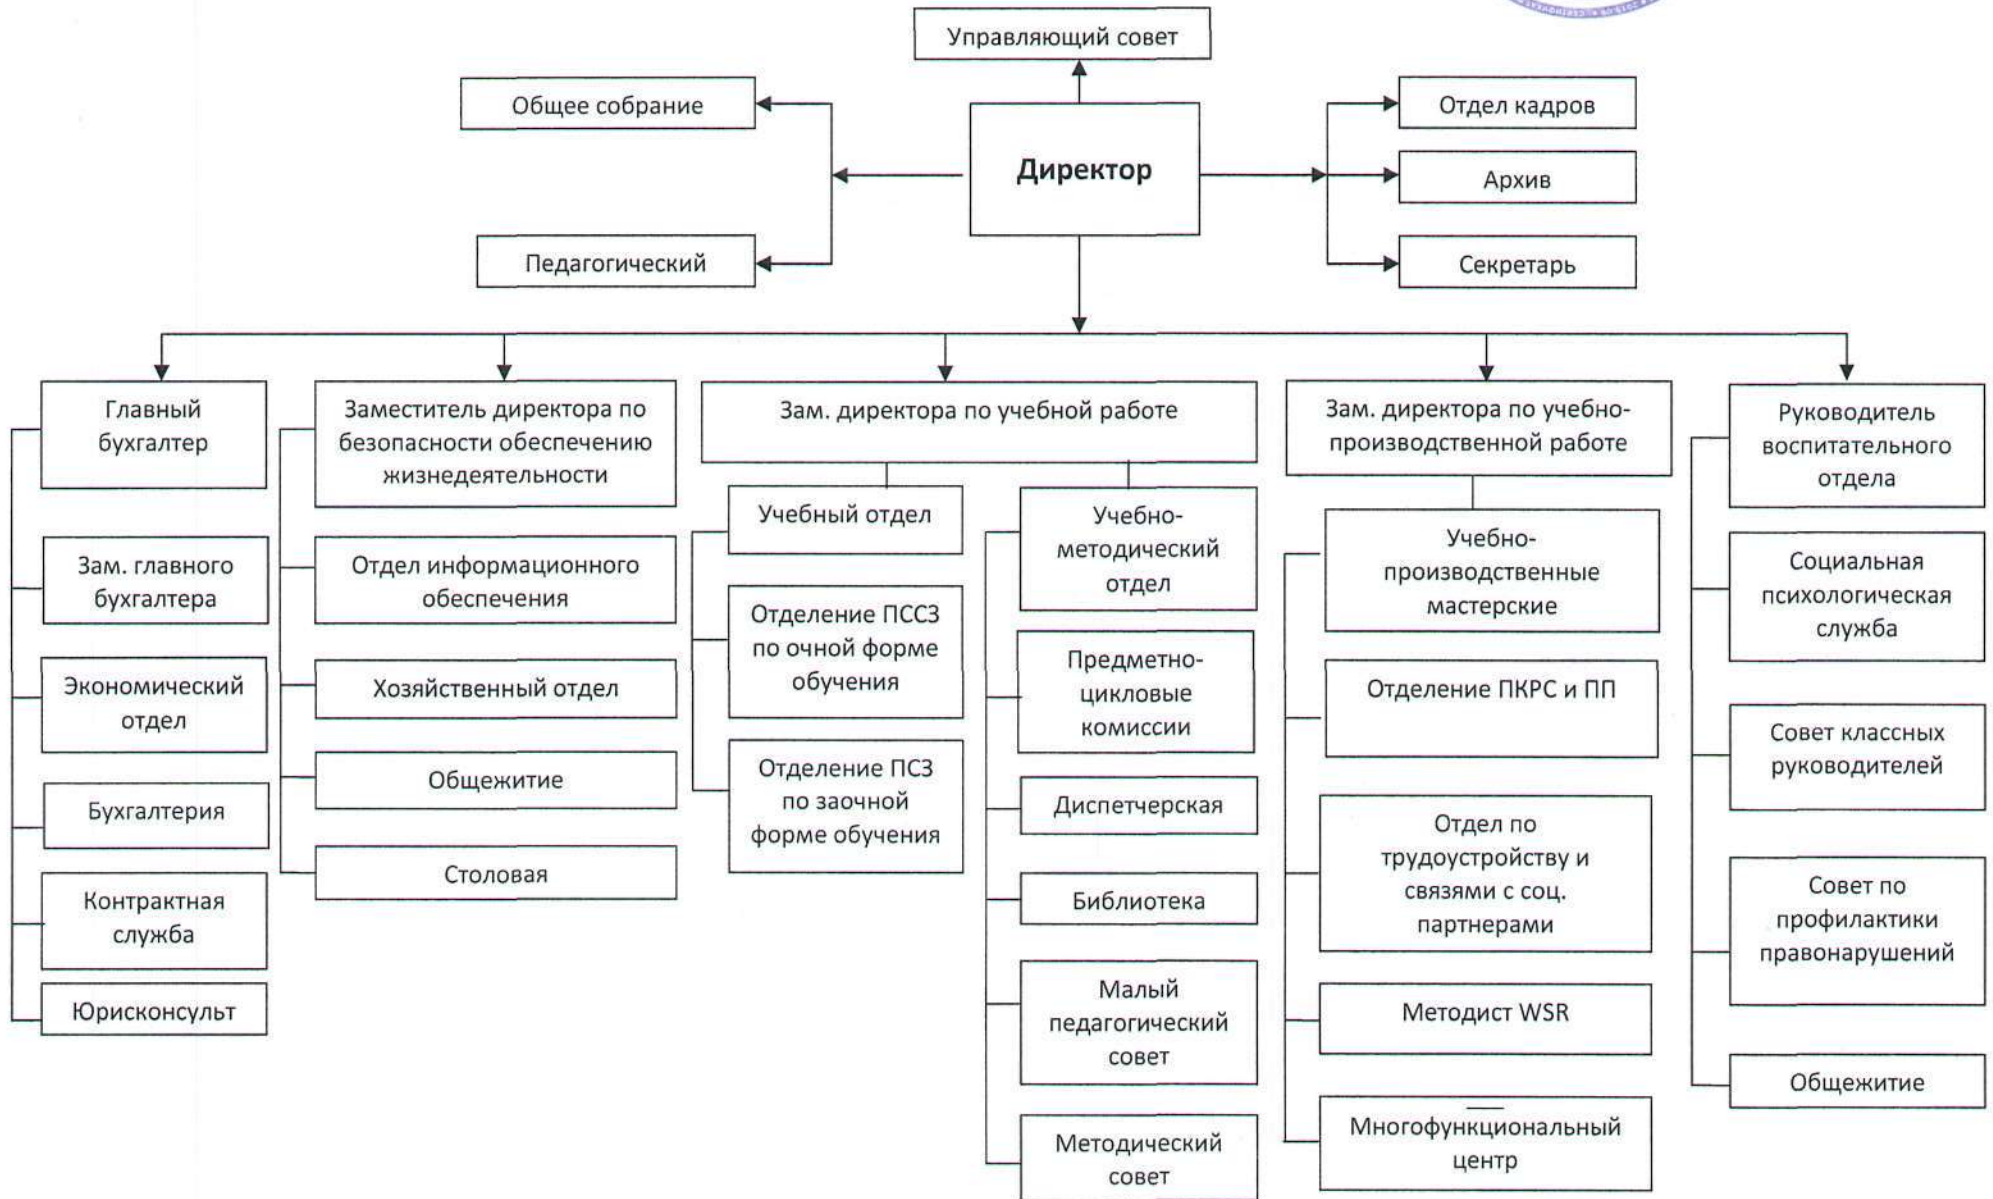 Управляющий совет
Общее собрание
Директор
Отдел кадров
Архив
Педагогический
Секретарь
Главный
бухгалтер
Зам. главного
бухгалтера
Экономический
отдел
Бухгалтерия
Контрактная
служба
Юрисконсульт
Заместитель директора по
безопасности обеспечению
жизнедеятельности
Отдел информационного
обеспечения
Хозяйственный отдел
Общежитие
Столовая
Зам. директора по учебной работе
Учебный отдел
Отделение ПССЗ
по очной форме
обучения
Отделение ПСЗ
по заочной
форме обучения
Учебно-
методический
отдел
Предметно-
цикловые
комиссии
Диспетчерская
Библиотека
Малый
педагогический
совет
Методический
совет
Зам. директора по учебно-
производственной работе
Учебно-
производственные
мастерские
Отделение ПКРС и ПП
Отдел по
трудоустройству и
связями с соц.
партнерами
Методист WSR
Многофункциональный
центр
Руководитель
воспитательного
отдела
Социальная
психологическая
служба
Совет классных
руководителей
Совет по
профилактики
правонарушений
Общежитие